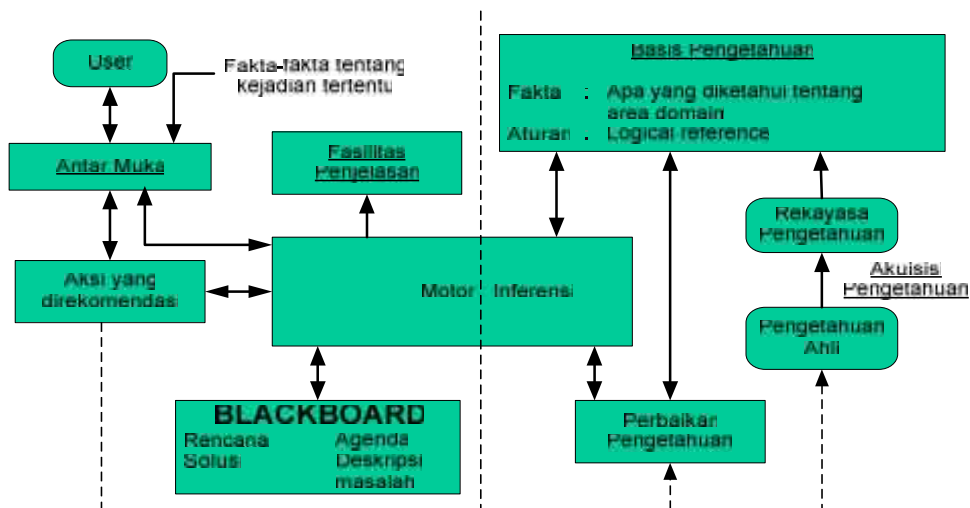 User
Fakta-fakta tentang
kejadian tertentu
Antar Muka
Fasilitas
Penjelasan
Aksi yang
direkomendasi
Motor Inferensi
BLACKBOARD
Rencana Agenda
Solusi Deskripsi
masalah
Basis Pengetahuan
Fakta : Apa yang diketahui tentang
area domain
Aturan : Logical reference
Rekayasa
Pengetahuan
Akuisisi
Pengetahuan
Pengetahuan
Ahli
Perbaikan
Pengetahuan